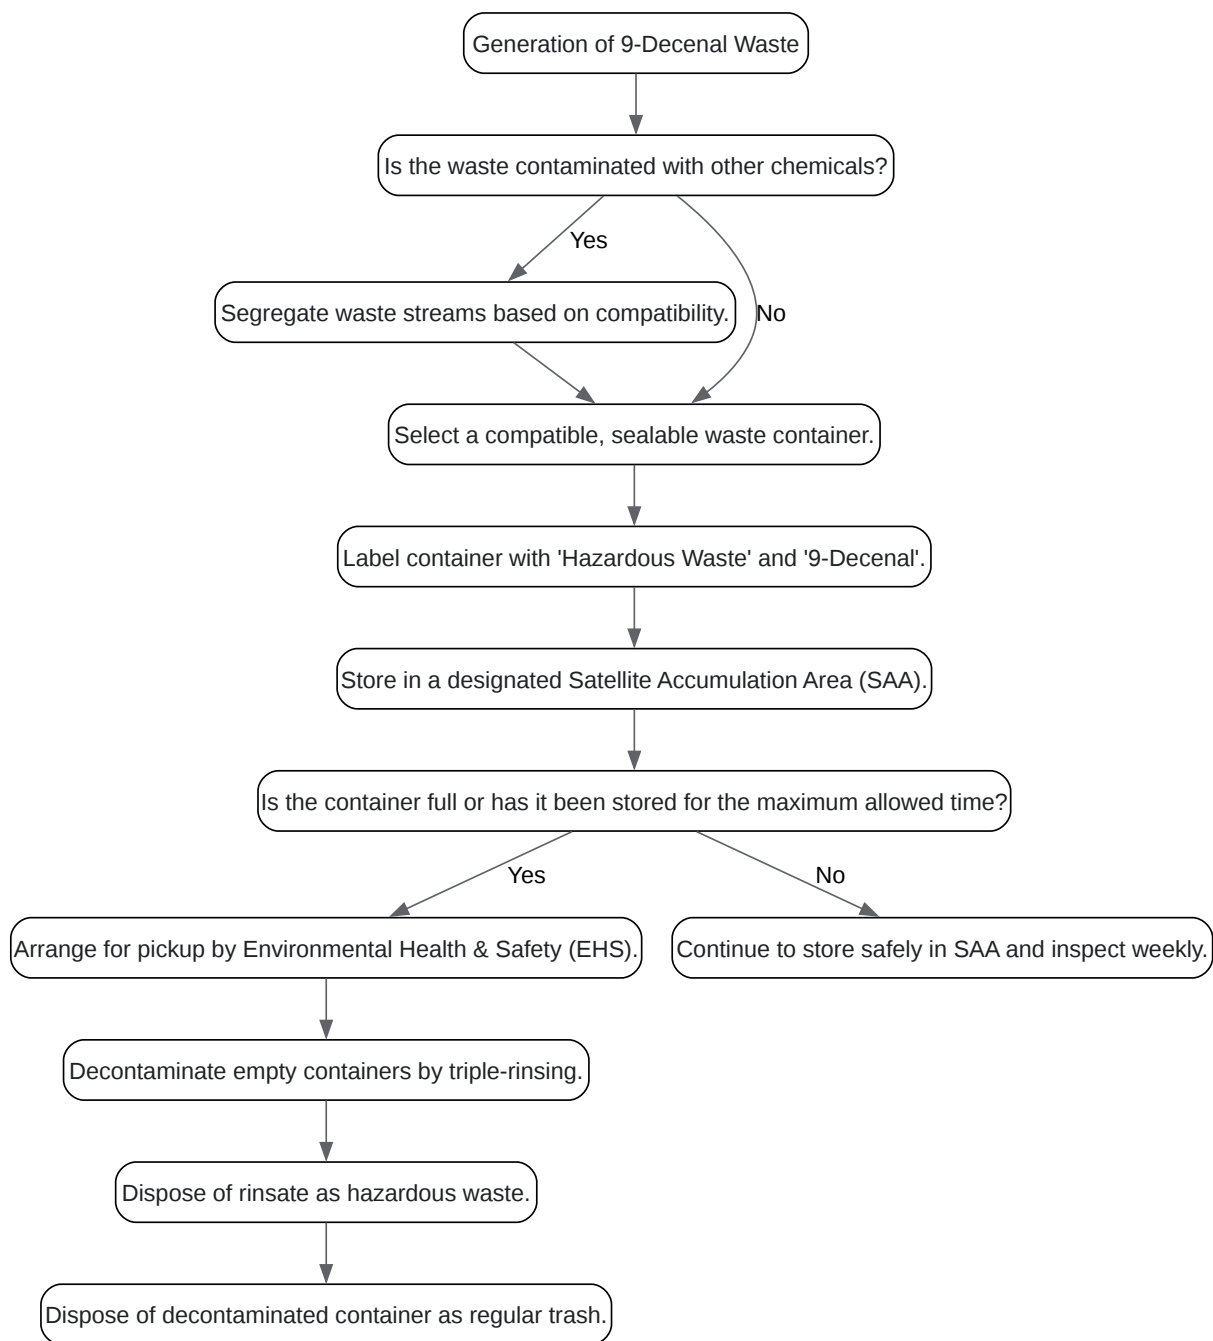 Generation of 9-Decenal Waste
Is the waste contaminated with other chemicals?
Yes
Segregate waste streams based on compatibility.
No
Select a compatible, sealable waste container.
Label container with 'Hazardous Waste' and '9-Decenal'.
Store in a designated Satellite Accumulation Area (SAA).
Is the container full or has it been stored for the maximum allowed time?
Yes
No
Arrange for pickup by Environmental Health & Safety (EHS).
Continue to store safely in SAA and inspect weekly.
Decontaminate empty containers by triple-rinsing.
Dispose of rinsate as hazardous waste.
Dispose of decontaminated container as regular trash.